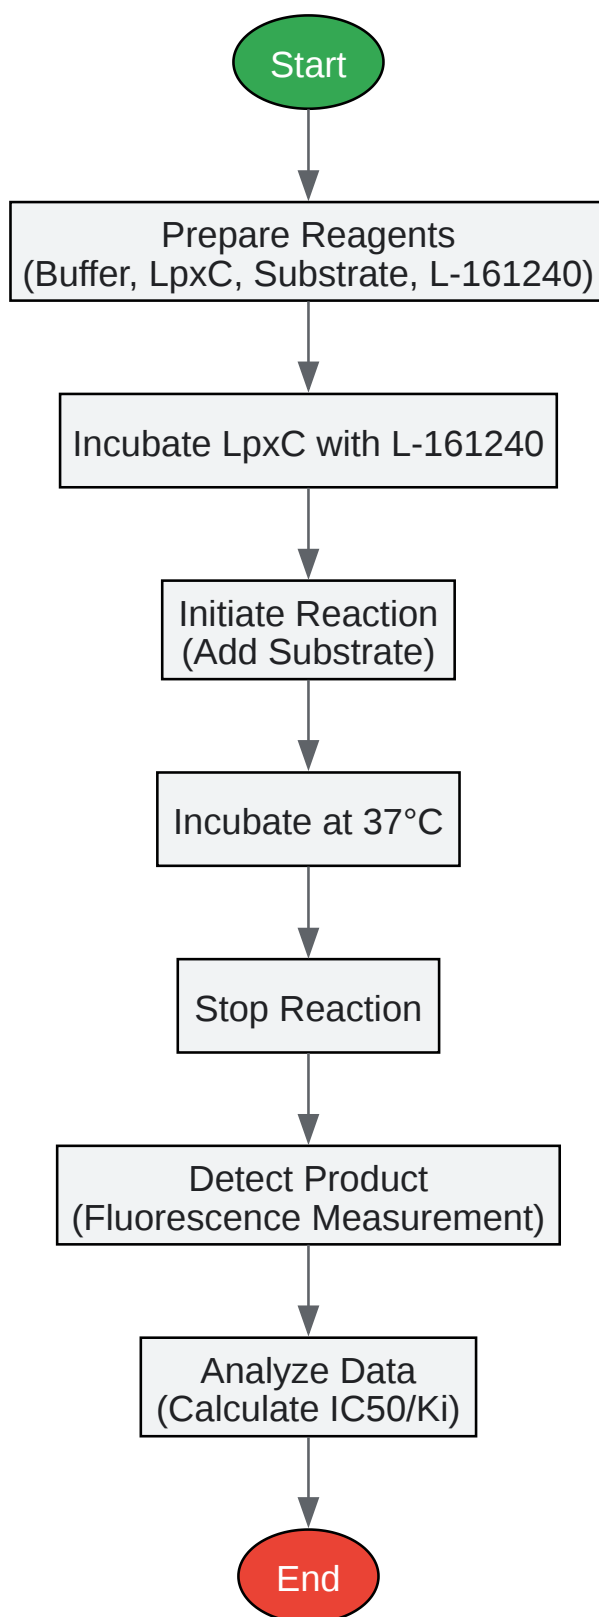 Start
Prepare Reagents
(Buffer, LpxC, Substrate, L-161240)
Incubate LpxC with L-161240
Initiate Reaction
(Add Substrate)
Incubate at 37°C
Stop Reaction
Detect Product
(Fluorescence Measurement)
Analyze Data
(Calculate IC50/Ki)
End